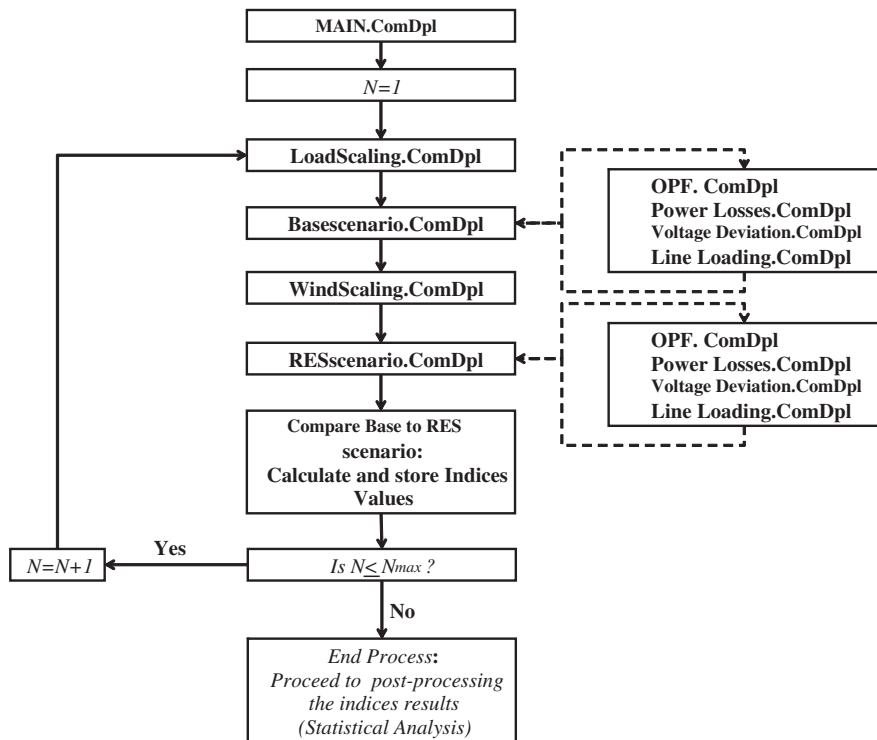 MAIN.ComDpl
N=1
LoadScaling.ComDpl
Basescenario.ComDpl
WindScaling.ComDpl
RESscenario.ComDpl
OPF. ComDpl
Power Losses.ComDpl
Voltage Deviation.ComDpl
Line Loading.ComDpl
OPF. ComDpl
Power Losses.ComDpl
Voltage Deviation.ComDpl
Line Loading.ComDpl
Compare Base to RES
scenario:
Calculate and store Indices
Values
Is N≤Nmax ?
Yes
N=N+1
No
End Process:
Proceed to post-processing
the indices results
(Statistical Analysis)